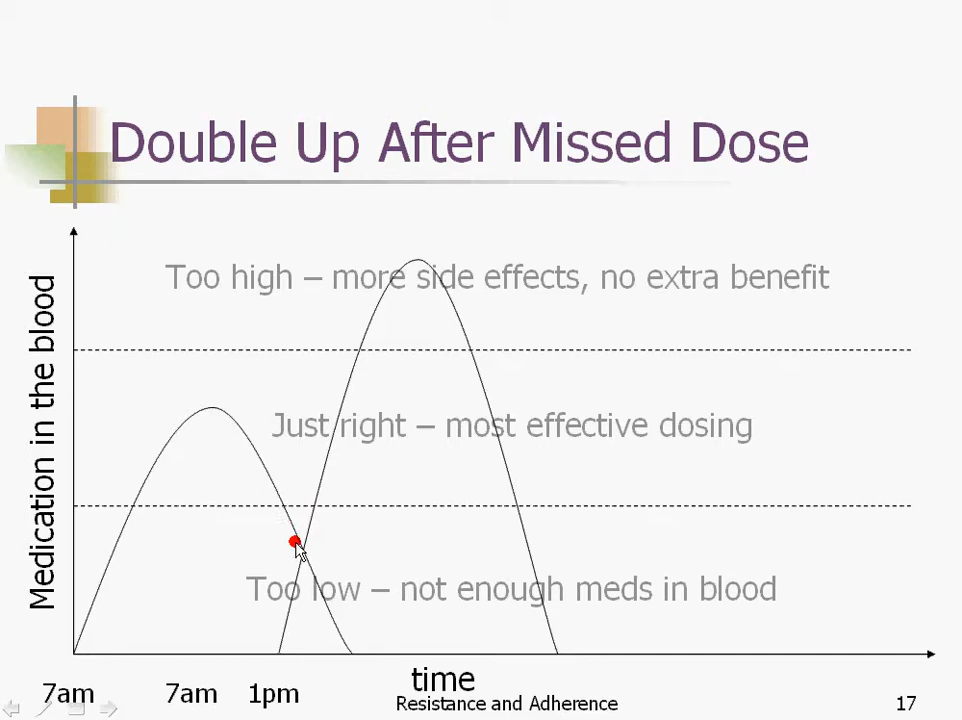 Double Up After Missed Dose
Too high – more side effects, no extra benefit
Medication in the blood
Just right – most effective dosing
Too low – not enough meds in blood
time
7am 7am 1pm
Resistance and Adherence
17